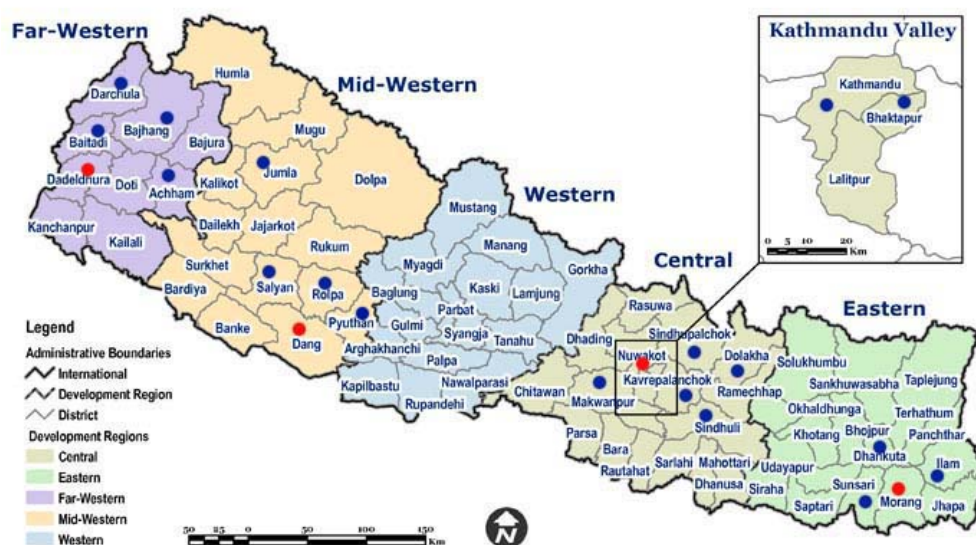 Far-Western
Mid-Western
Western
Central
Eastern
Kathmandu Valley
Kathmandu
Bhaktapur
Lalitpur
0 5 10 20
Km
Darchula
Bajhang
Baitadi
Bajura
Dadeldhura
Doti
Achham
Kanchanpur
Kailali
Humla
Mugu
Jumla
Dolpa
Kalikot
Dailekh
Jajarkot
Rukum
Surkhet
Salyan
Rolpa
Bardiya
Pyuthan
Banke
Dang
Mustang
Manang
Myagdi
Gorkha
Kaski
Lamjung
Baglung
Parbat
Gulmi
Syangja
Tanahu
Arghakhanchi
Palpa
Kapilbastu
Nawalparasi
Rupandehi
Rasuwa
Dhading
Sindhupalchok
Nuwakot
Dolakha
Kavrepalanchok
Chitawan
Makwanpur
Ramechhap
Sindhuli
Parsa
Bara
Rautahat
Sarlahi
Mahottari
Dhanusa
Solukhumbu
Sankhuwasabha
Taplejung
Okhaldhunga
Terhathum
Khotang
Bhojpur
Panchthar
Dhankuta
Udayapur
Ilam
Siraha
Sunsari
Saptari
Morang
Jhapa
Legend
Administrative Boundaries
International
Development Region
District
Development Regions
Central
Eastern
Far-Western
Mid-Western
Western
50 25 0 50 100 150
Km
N